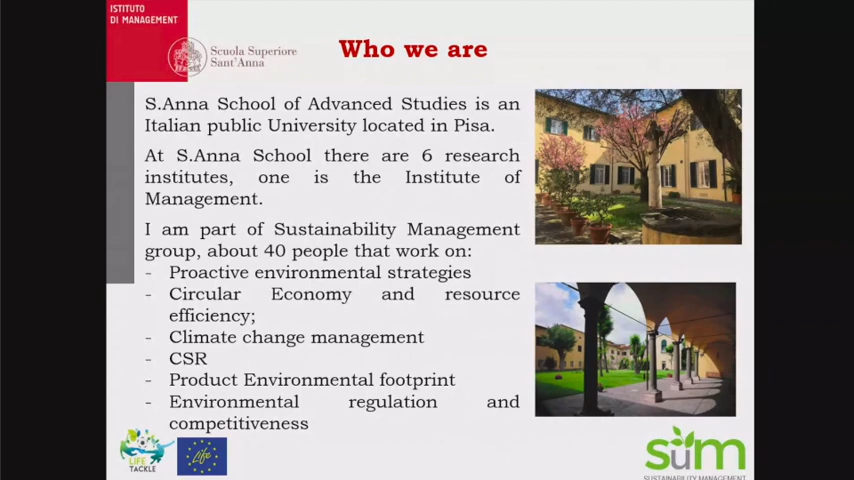 ISTITUTO
DI MANAGEMENT
Scuola Superiore
Sant'Anna
Who we are
S.Anna School of Advanced Studies is an
Italian public University located in Pisa.
At S.Anna School there are 6 research
institutes, one is the Institute of
Management.
I am part of Sustainability Management
group, about 40 people that work on:
- Proactive environmental strategies
- Circular Economy and resource
efficiency;
- Climate change management
- CSR
- Product Environmental footprint
- Environmental regulation and
competitiveness
LIFE
TACKLE
Life
sum
SUSTAINABILITY MANAGEMENT